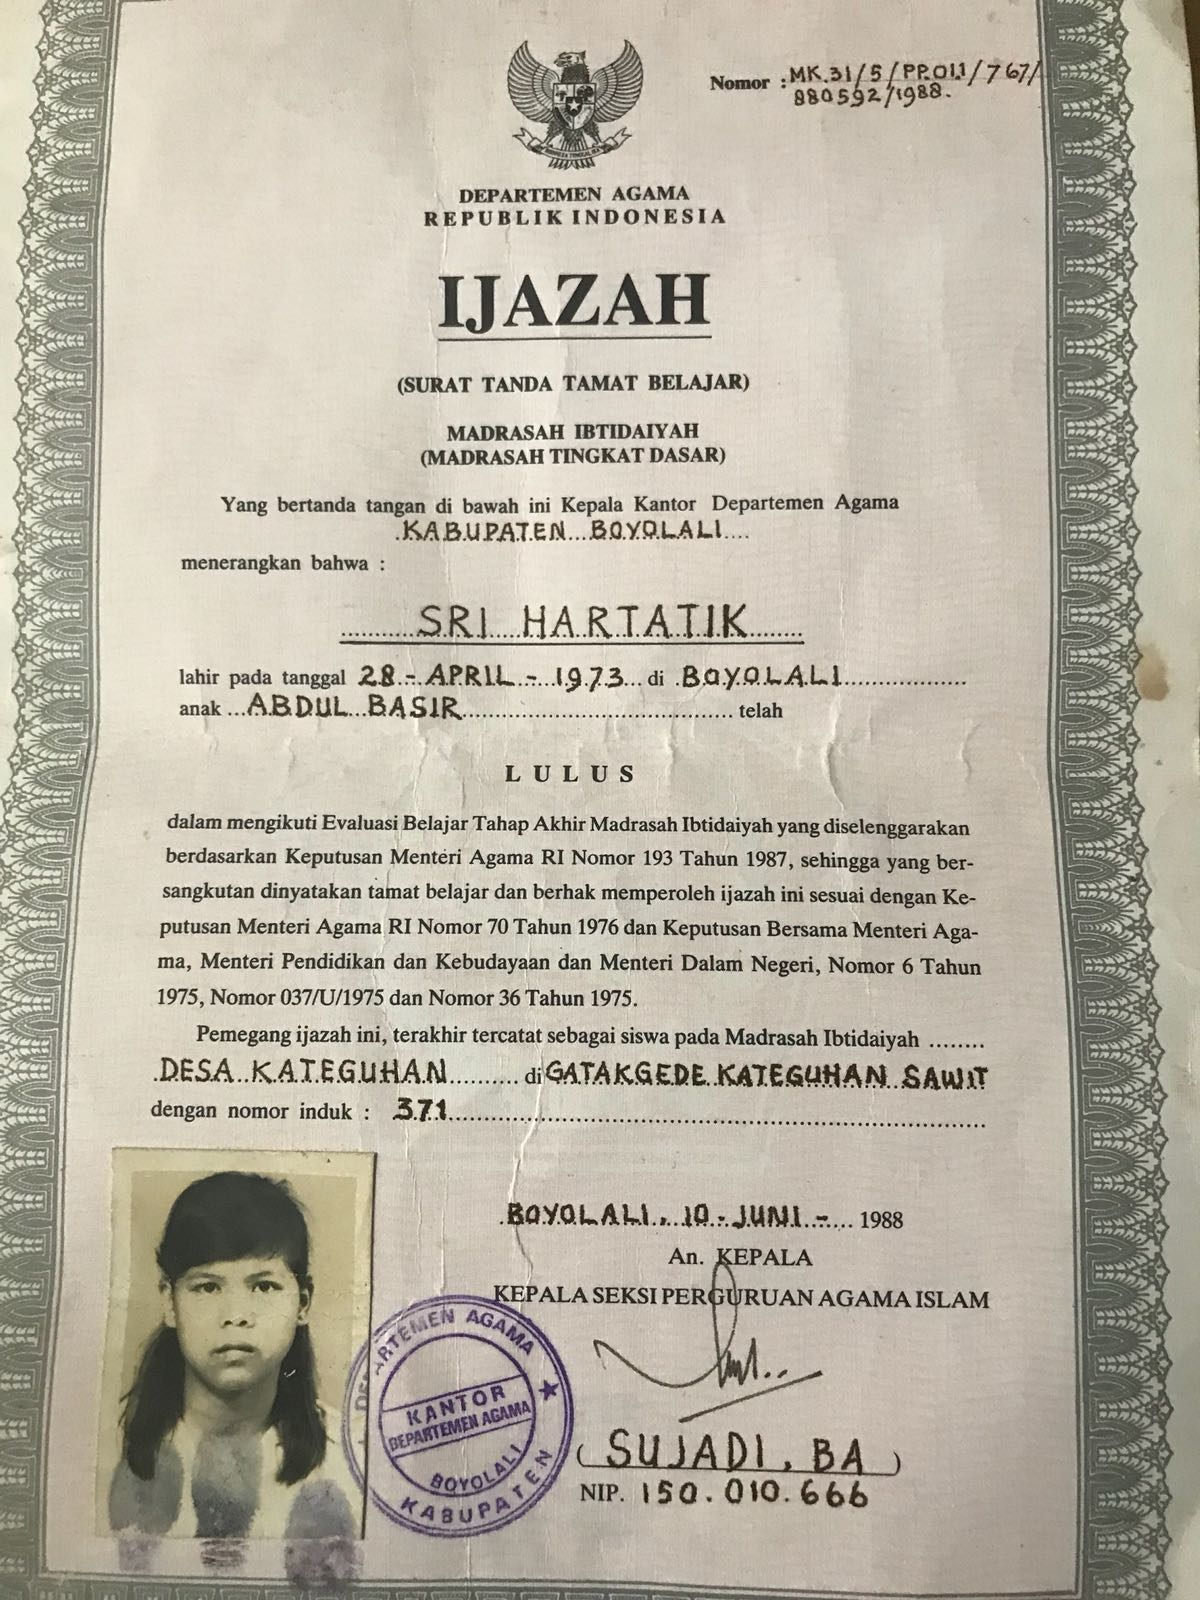 Nomor : MK.31/5/PP.01.1/767/
880592/1988.
DEPARTEMEN AGAMA
REPUBLIK INDONESIA
IJAZAH
(SURAT TANDA TAMAT BELAJAR)
MADRASAH IBTIDAIYAH
(MADRASAH TINGKAT DASAR)
Yang bertanda tangan di bawah ini Kepala Kantor Departemen Agama
KABUPATEN BOYOLALI
menerangkan bahwa :
SRI HARTATIK
lahir pada tanggal 28 - APRIL - 1973 di BOYOLALI
anak ABDUL BASIR telah
LULUS
dalam mengikuti Evaluasi Belajar Tahap Akhir Madrasah Ibtidaiyah yang diselenggarakan
berdasarkan Keputusan Menteri Agama RI Nomor 193 Tahun 1987, sehingga yang ber-
sangkutan dinyatakan tamat belajar dan berhak memperoleh ijazah ini sesuai dengan Ke-
putusan Menteri Agama RI Nomor 70 Tahun 1976 dan Keputusan Bersama Menteri Aga-
ma, Menteri Pendidikan dan Kebudayaan dan Menteri Dalam Negeri, Nomor 6 Tahun
1975, Nomor 037/U/1975 dan Nomor 36 Tahun 1975.
Pemegang ijazah ini, terakhir tercatat sebagai siswa pada Madrasah Ibtidaiyah ........
DESA KATEGUHAN di GATAKGEDE KATEGUHAN SAWIT
dengan nomor induk : 371
BOYOLALI, 10 - JUNI - 1988
An. KEPALA
KEPALA SEKSI PERGURUAN AGAMA ISLAM
DEPARTEMEN AGAMA
KANTOR
DEPARTEMEN AGAMA
BOYOLALI
KABUPATEN
( SUJADI, BA )
NIP. 150.010.666